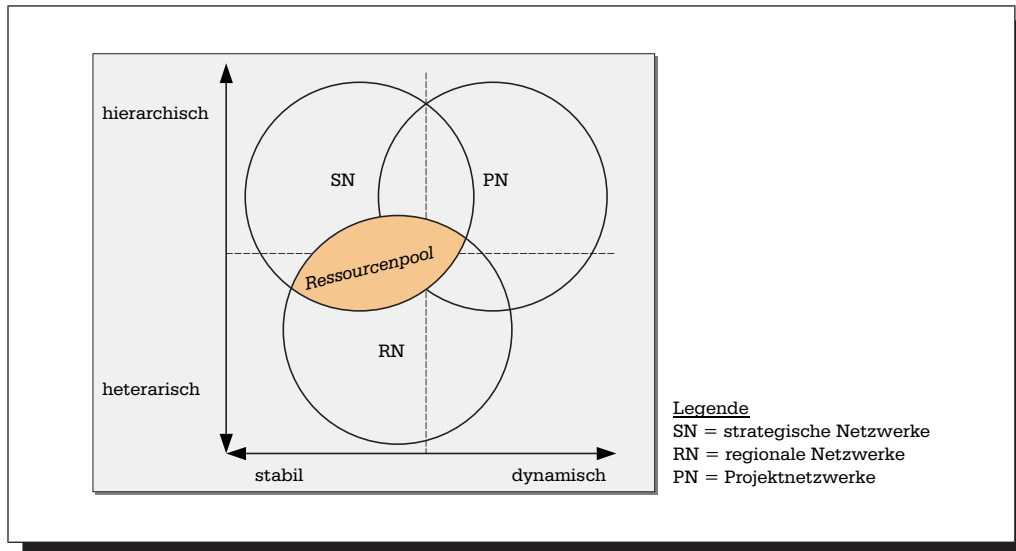 hierarchisch
SN
PN
Ressourcenpool
RN
heterarisch
stabil
dynamisch
Legende
SN = strategische Netzwerke
RN = regionale Netzwerke
PN = Projektnetzwerke